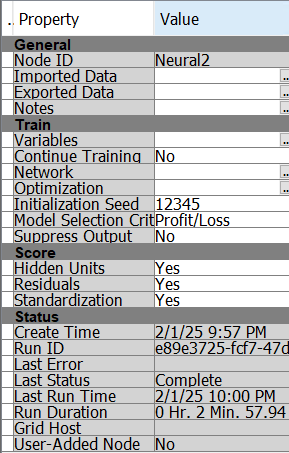 . Property Value
General
Node ID Neural2
Imported Data ..
Exported Data ..
Notes ..
Train
Variables ..
Continue Training No
Network ..
Optimization ..
Initialization Seed 12345
Model Selection Crit Profit/Loss
Suppress Output No
Score
Hidden Units Yes
Residuals Yes
Standardization Yes
Status
Create Time 2/1/25 9:57 PM
Run ID e89e3725-fcf7-47d
Last Error
Last Status Complete
Last Run Time 2/1/25 10:00 PM
Run Duration 0 Hr. 2 Min. 57.94
Grid Host
User-Added Node No